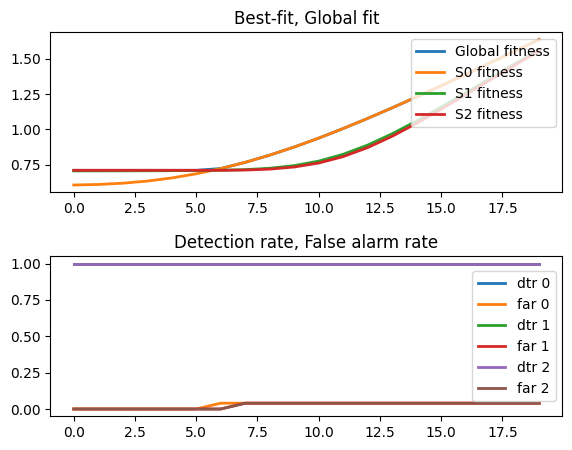 Best-fit, Global fit
1.50
1.25
1.00
0.75
Global fitness
S0 fitness
S1 fitness
S2 fitness
0.0 2.5 5.0 7.5 10.0 12.5 15.0 17.5
Detection rate, False alarm rate
1.00
0.75
0.50
0.25
0.00
dtr 0
far 0
dtr 1
far 1
dtr 2
far 2
0.0 2.5 5.0 7.5 10.0 12.5 15.0 17.5